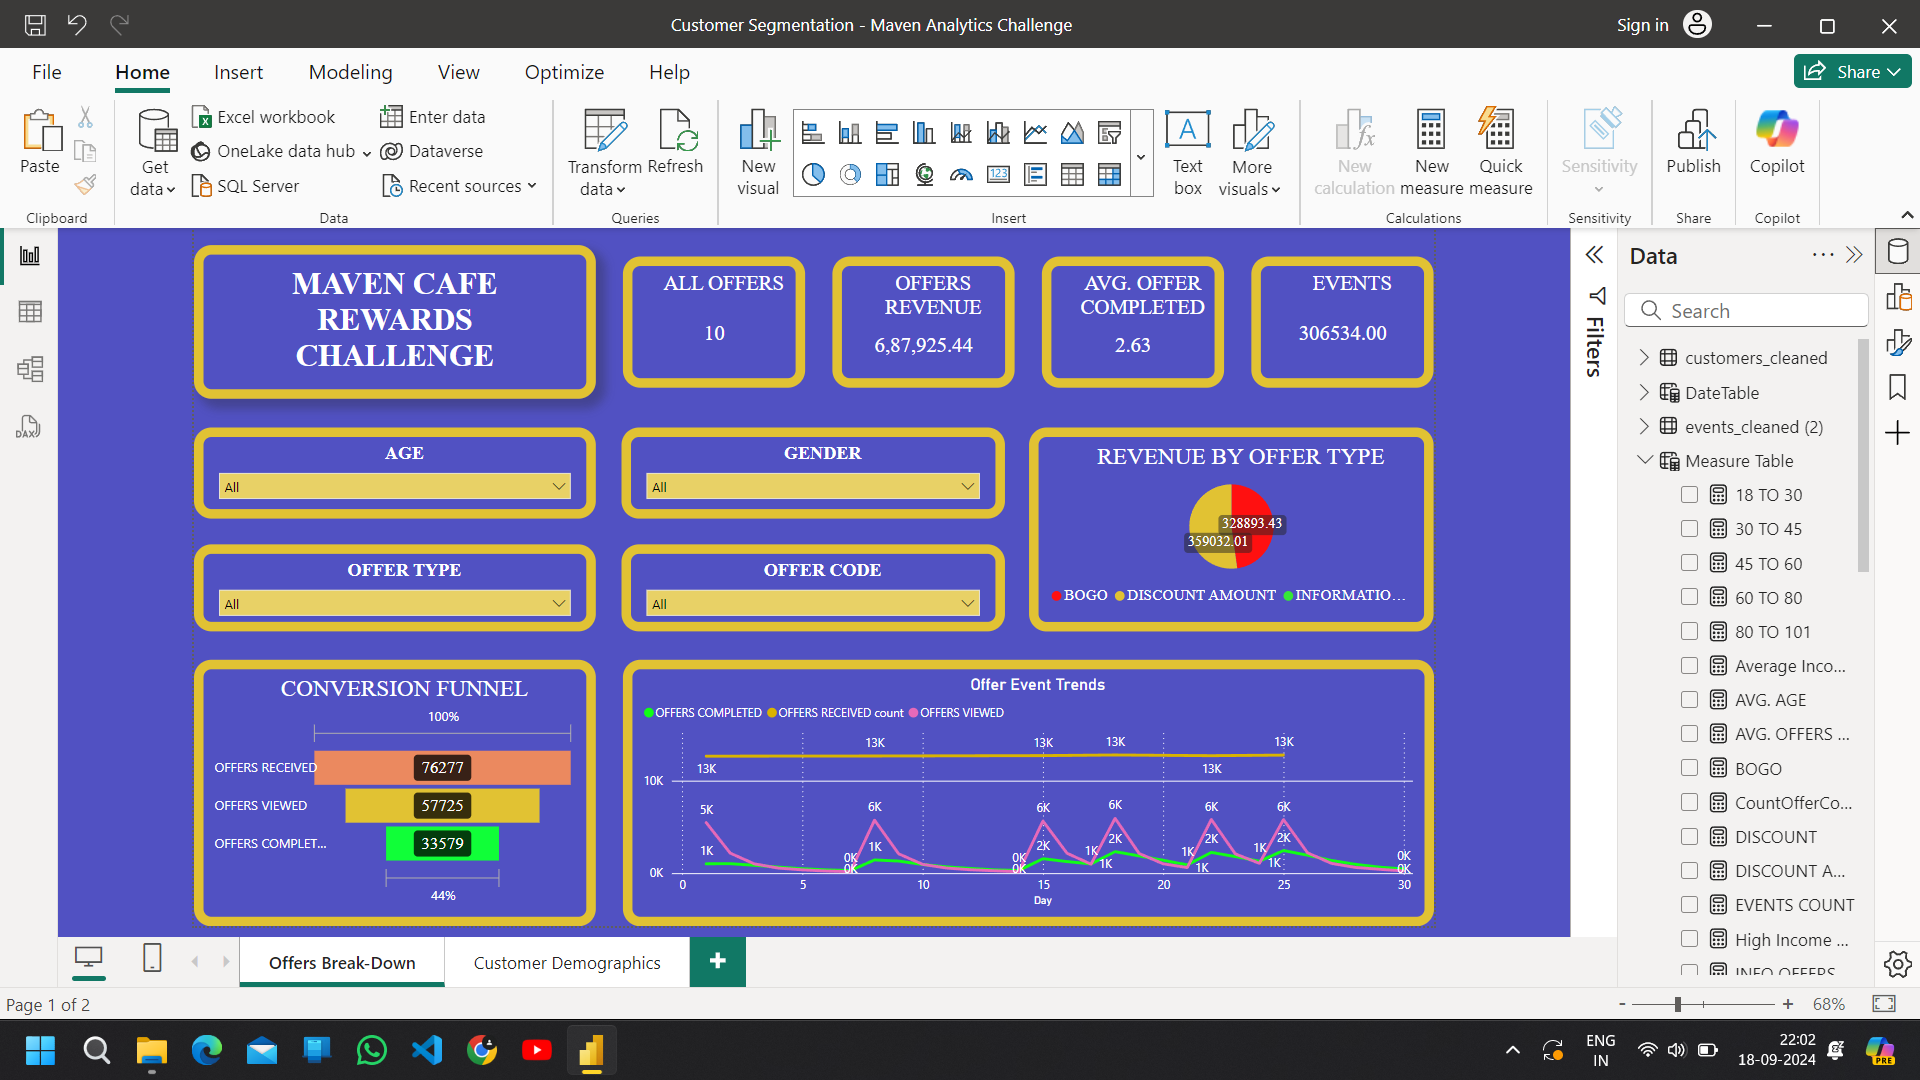 Customer Segmentation - Maven Analytics Challenge
Sign in
File
Home
Insert
Modeling
View
Optimize
Help
Share
Paste
Clipboard
Get data
Excel workbook
OneLake data hub
SQL Server
Enter data
Dataverse
Recent sources
Data
Transform data
Refresh
Queries
New visual
123
A
Text box
More visuals
Insert
New calculation
New measure
Quick measure
Calculations
Sensitivity
Sensitivity
Publish
Share
Copilot
Copilot
DAX
MAVEN CAFE
REWARDS
CHALLENGE
ALL OFFERS
10
OFFERS
REVENUE
6,87,925.44
AVG. OFFER
COMPLETED
2.63
EVENTS
306534.00
AGE
All
GENDER
All
OFFER TYPE
All
OFFER CODE
All
REVENUE BY OFFER TYPE
328893.43
359032.01
BOGO DISCOUNT AMOUNT INFORMATIO...
CONVERSION FUNNEL
100%
OFFERS RECEIVED 76277
OFFERS VIEWED 57725
OFFERS COMPLET... 33579
44%
Offer Event Trends
OFFERS COMPLETED OFFERS RECEIVED count OFFERS VIEWED
13K 13K 13K 13K
13K 13K
10K
5K 6K 6K 6K 6K 6K
1K 0K 1K 0K 2K 1K 2K 1K 2K 1K 2K 0K
0K 0K 1K 1K 1K 0K
0K
0 5 10 15 20 25 30
Day
Filters
Data
Search
customers_cleaned
DateTable
events_cleaned (2)
Measure Table
18 TO 30
30 TO 45
45 TO 60
60 TO 80
80 TO 101
Average Inco...
AVG. AGE
AVG. OFFERS ...
BOGO
CountOfferCo...
DISCOUNT
DISCOUNT A...
EVENTS COUNT
High Income ...
INFO OFFERS
Offers Break-Down
Customer Demographics
Page 1 of 2
68%
ENG
IN
22:02
18-09-2024
PRE